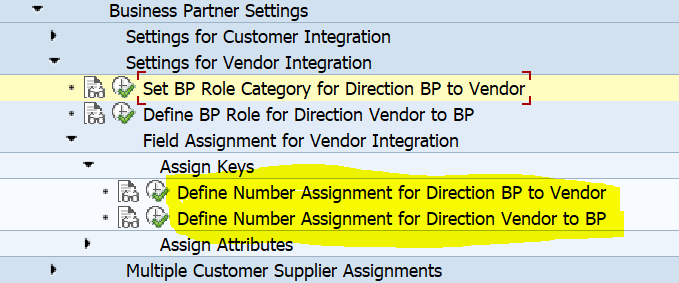 Business Partner Settings
Settings for Customer Integration
Settings for Vendor Integration
Set BP Role Category for Direction BP to Vendor
Define BP Role for Direction Vendor to BP
Field Assignment for Vendor Integration
Assign Keys
Define Number Assignment for Direction BP to Vendor
Define Number Assignment for Direction Vendor to BP
Assign Attributes
Multiple Customer Supplier Assignments